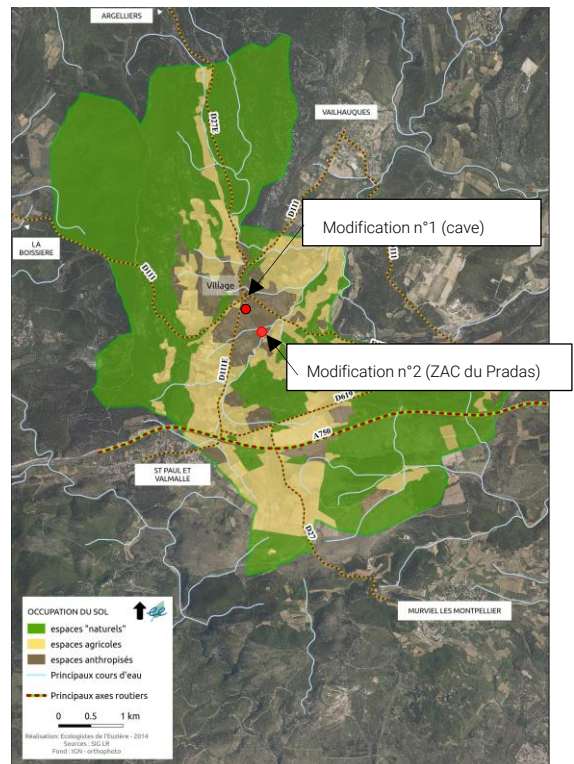 ARGELLIERS
D27E
VAILHAUQUES
D111
Modification n°1 (cave)
LA
BOISSIERE
D111
D111
Village
Modification n°2 (ZAC du Pradas)
D111E
D619
A750
ST PAUL ET
VALMALLE
D27
MURVIEL LES MONTPELLIER
OCCUPATION DU SOL
ee
espaces "naturels"
espaces agricoles
espaces anthropisés
Principaux cours d'eau
Principaux axes routiers
0 0.5 1 km
Réalisation: Ecologistes de l'Euzière - 2014
Sources : SIG LR
Fond : IGN - orthophoto